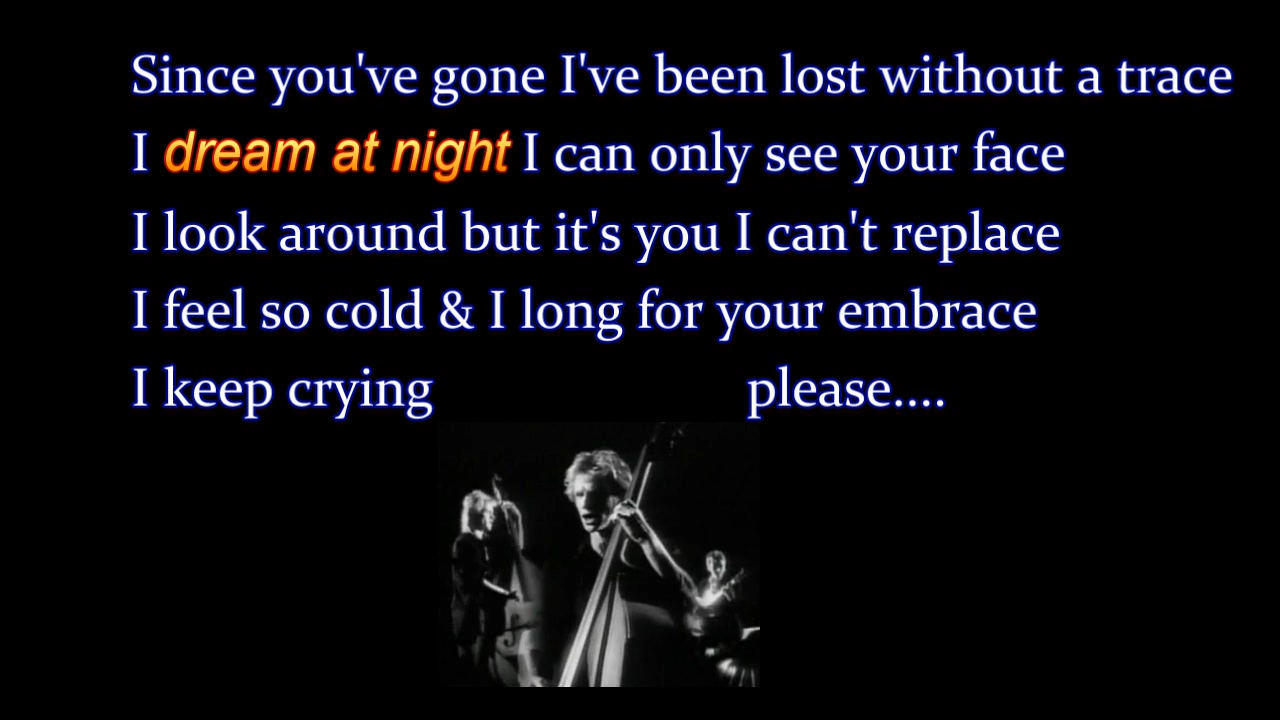 Since you've gone I've been lost without a trace
I dream at night I can only see your face
I look around but it's you I can't replace
I feel so cold & I long for your embrace
I keep crying please....